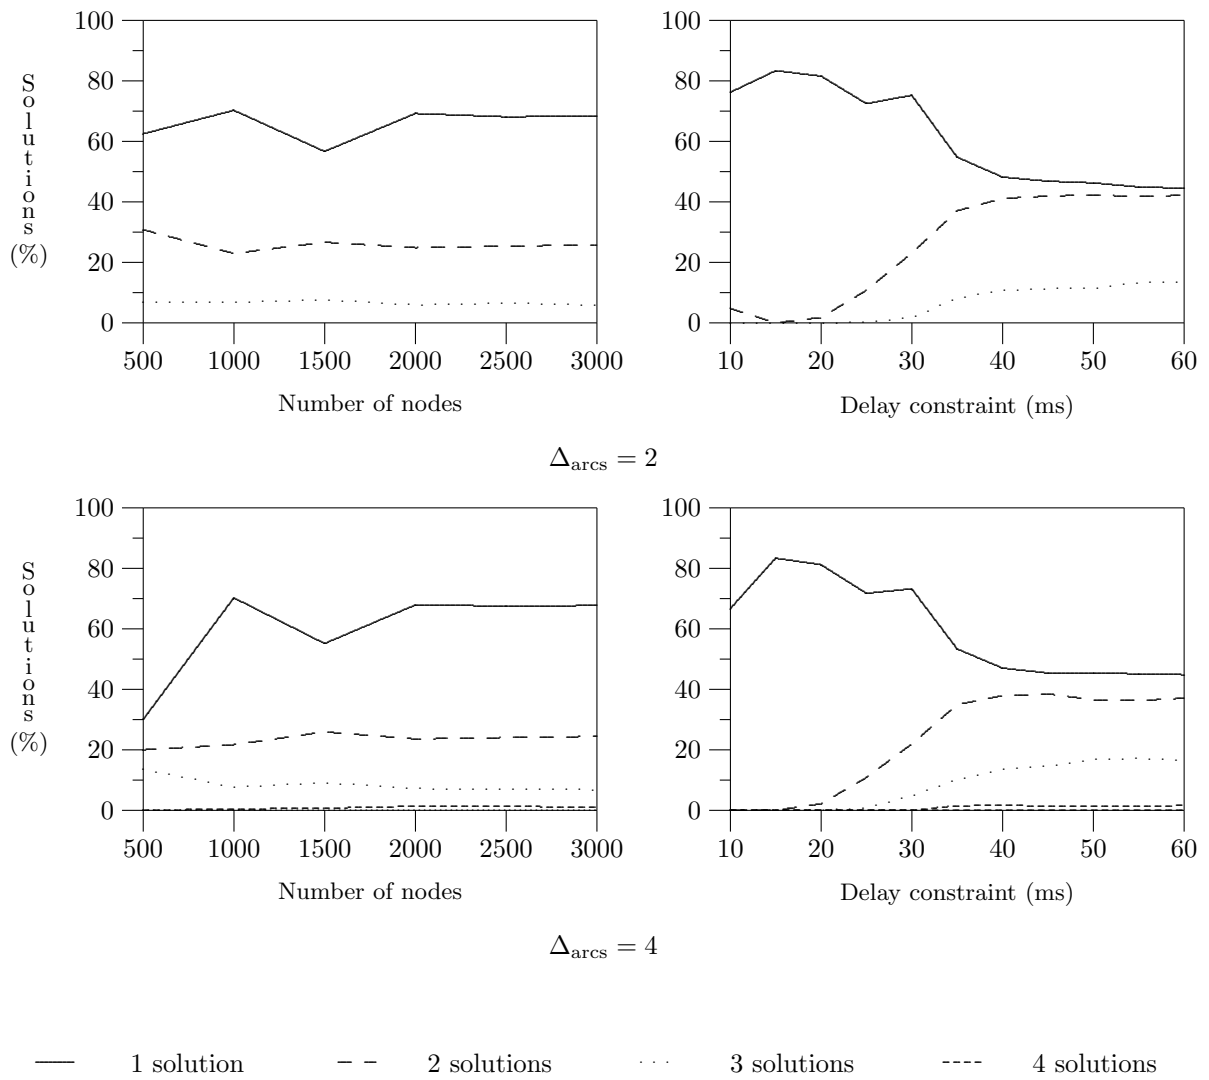 100
80
60
40
20
0
500 1000 1500 2000 2500 3000
Solutions
(%)
Number of nodes
100
80
60
40
20
0
10 20 30 40 50 60
Delay constraint (ms)
Δarcs = 2
100
80
60
40
20
0
500 1000 1500 2000 2500 3000
Solutions
(%)
Number of nodes
100
80
60
40
20
0
10 20 30 40 50 60
Delay constraint (ms)
Δarcs = 4
1 solution 2 solutions 3 solutions 4 solutions